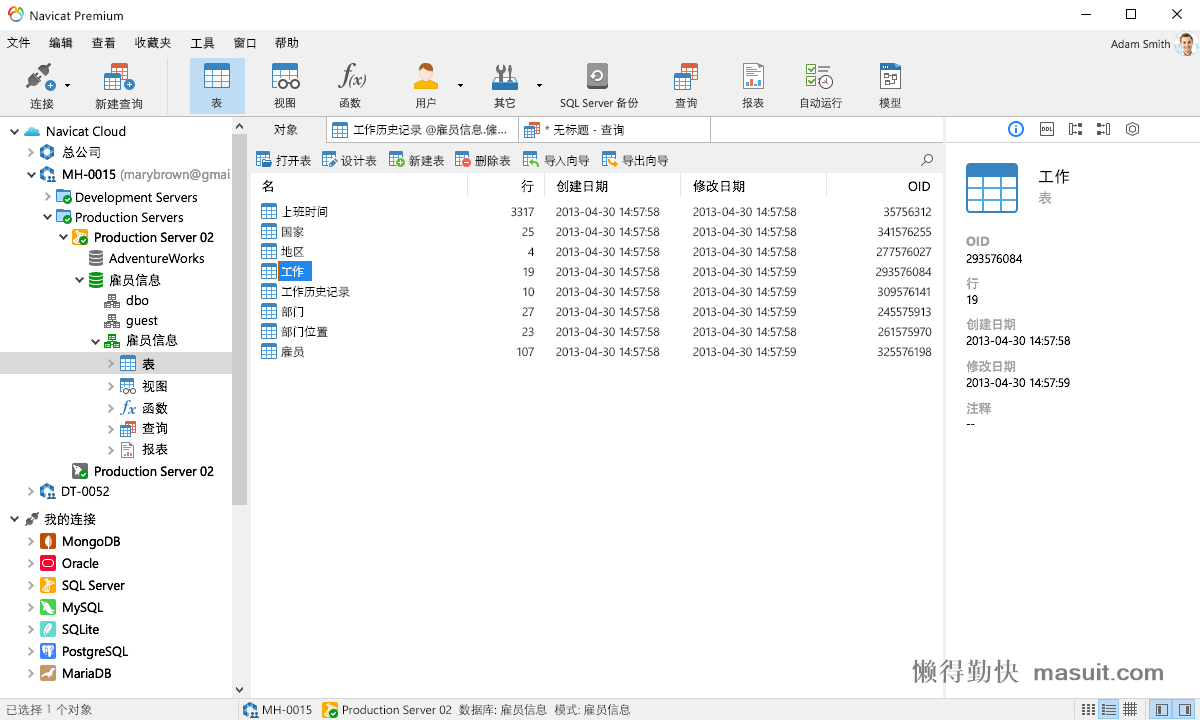 Navicat Premium
文件 编辑 查看 收藏夹 工具 窗口 帮助
Adam Smith
连接 新建查询 表 视图 函数 用户 其它 SQL Server 备份 查询 报表 自动运行 模型
Navicat Cloud
总公司
MH-0015 (marybrown@gmai
Development Servers
Production Servers
Production Server 02
AdventureWorks
雇员信息
dbo
guest
雇员信息
表
视图
函数
查询
报表
Production Server 02
DT-0052
我的连接
MongoDB
Oracle
SQL Server
MySQL
SQLite
PostgreSQL
MariaDB
对象 工作历史记录 @雇员信息.僱... * 无标题 - 查询
打开表 设计表 新建表 删除表 导入向导 导出向导
名 行 创建日期 修改日期 OID
上班时间 3317 2013-04-30 14:57:58 2013-04-30 14:57:58 35756312
国家 25 2013-04-30 14:57:58 2013-04-30 14:57:58 341576255
地区 4 2013-04-30 14:57:58 2013-04-30 14:57:58 277576027
工作 19 2013-04-30 14:57:58 2013-04-30 14:57:59 293576084
工作历史记录 10 2013-04-30 14:57:58 2013-04-30 14:57:59 309576141
部门 27 2013-04-30 14:57:58 2013-04-30 14:57:59 245575913
部门位置 23 2013-04-30 14:57:58 2013-04-30 14:57:59 261575970
雇员 107 2013-04-30 14:57:58 2013-04-30 14:57:59 325576198
DDL
工作
表
OID
293576084
行
19
创建日期
2013-04-30 14:57:58
修改日期
2013-04-30 14:57:59
注释
--
懒得勤快 masuit.com
已选择 1 个对象 MH-0015 Production Server 02 数据库: 雇员信息 模式: 雇员信息